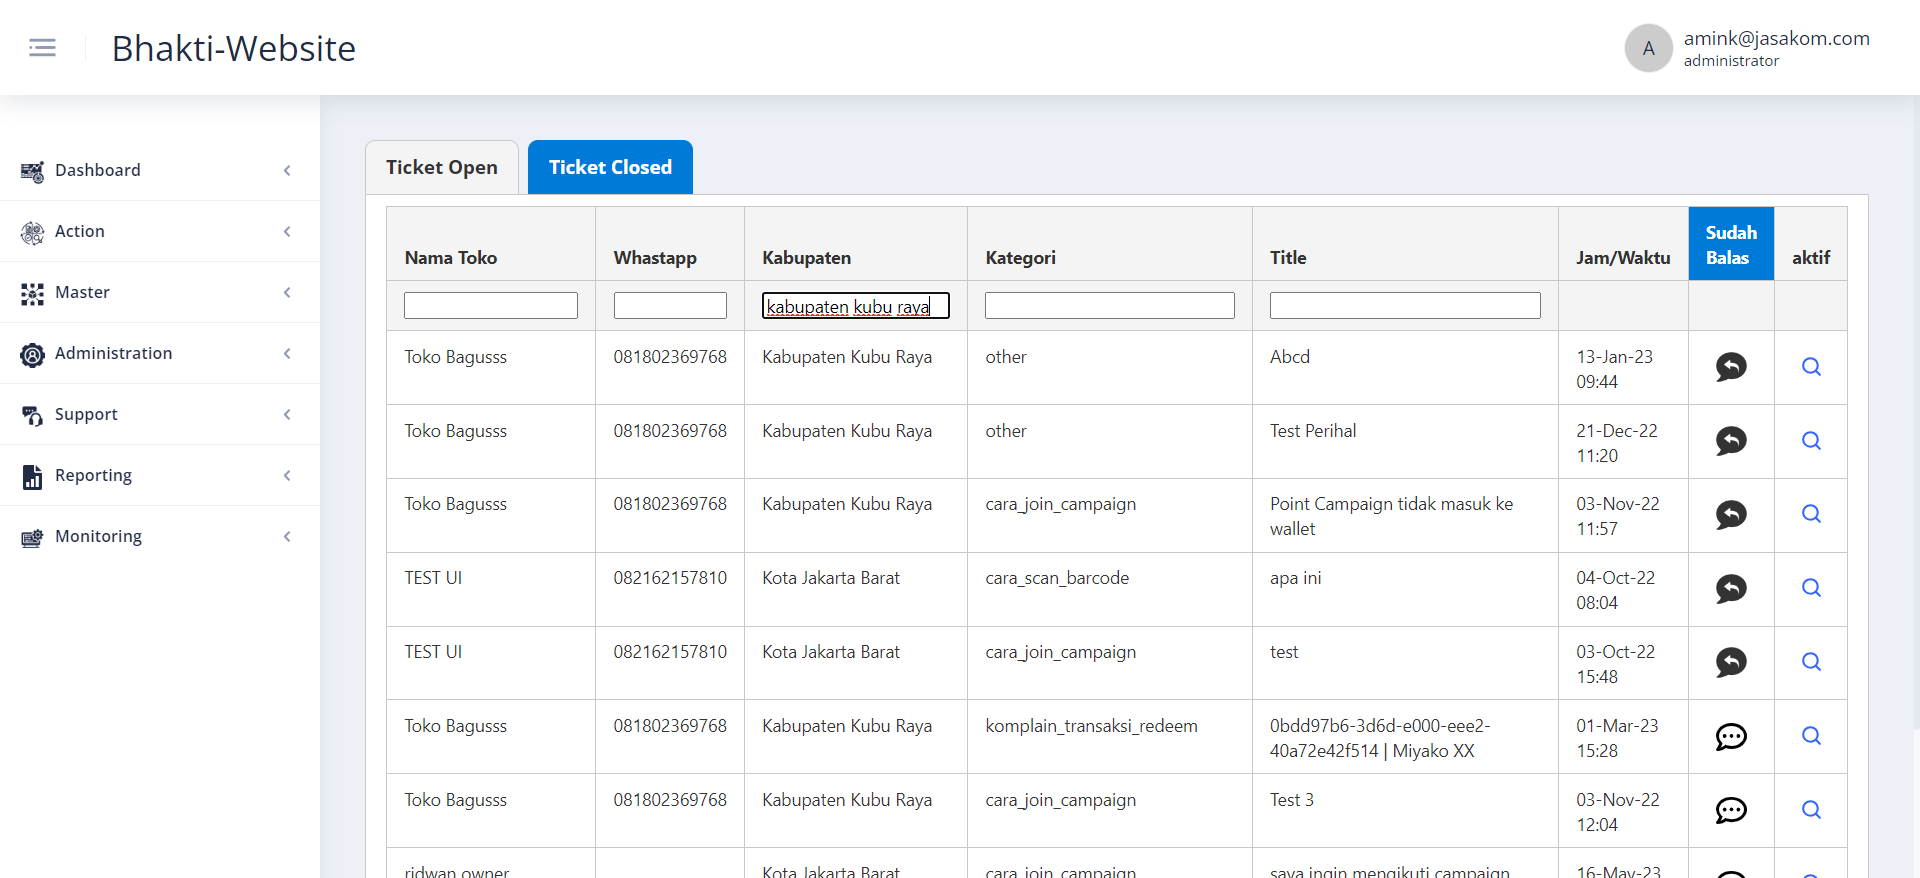 Bhakti-Website
A
amink@jasakom.com
administrator
Dashboard
Action
Master
Administration
Support
Reporting
Monitoring
Ticket Open
Ticket Closed
Nama Toko Whastapp Kabupaten Kategori Title Jam/Waktu Sudah Balas aktif
kabupaten kubu raya
Toko Bagusss 081802369768 Kabupaten Kubu Raya other Abcd 13-Jan-23 09:44
Toko Bagusss 081802369768 Kabupaten Kubu Raya other Test Perihal 21-Dec-22 11:20
Toko Bagusss 081802369768 Kabupaten Kubu Raya cara_join_campaign Point Campaign tidak masuk ke wallet 03-Nov-22 11:57
TEST UI 082162157810 Kota Jakarta Barat cara_scan_barcode apa ini 04-Oct-22 08:04
TEST UI 082162157810 Kota Jakarta Barat cara_join_campaign test 03-Oct-22 15:48
Toko Bagusss 081802369768 Kabupaten Kubu Raya komplain_transaksi_redeem 0bdd97b6-3d6d-e000-eee2-40a72e42f514 | Miyako XX 01-Mar-23 15:28
Toko Bagusss 081802369768 Kabupaten Kubu Raya cara_join_campaign Test 3 03-Nov-22 12:04
ridwan owner Kota Jakarta Barat cara_join_campaign saya ingin mengikuti campaign 16-May-23